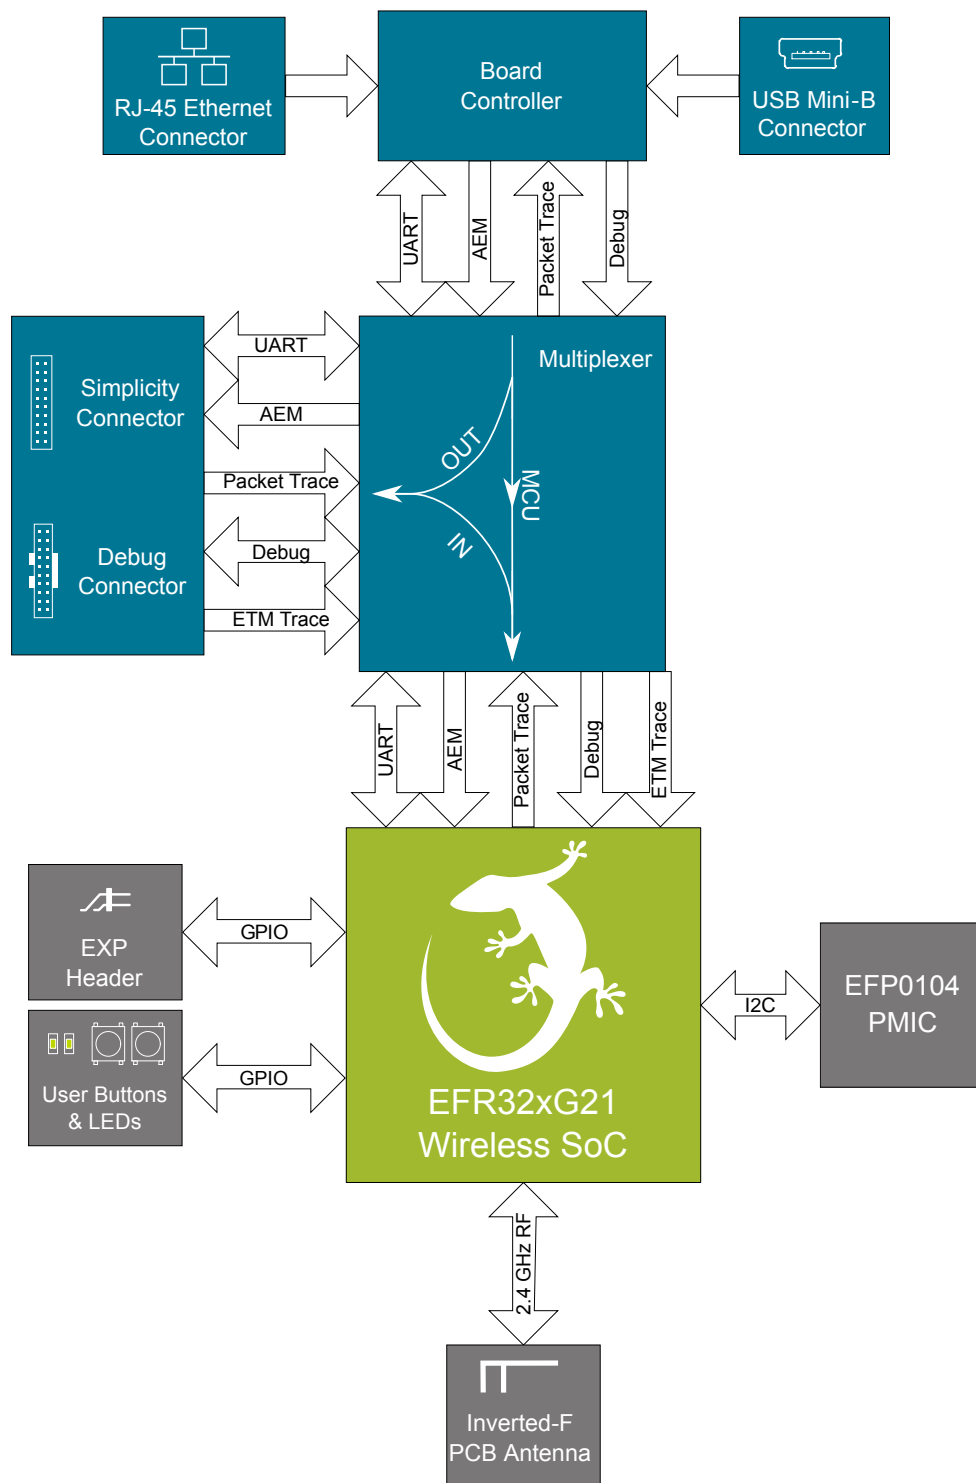 RJ-45 Ethernet
Connector
Board
Controller
USB Mini-B
Connector
UART
AEM
Packet Trace
Debug
Simplicity
Connector
Debug
Connector
UART
AEM
Packet Trace
Debug
ETM Trace
Multiplexer
OUT
MCU
IN
UART
AEM
Packet Trace
Debug
ETM Trace
EXP
Header
GPIO
User Buttons
& LEDs
GPIO
EFR32xG21
Wireless SoC
I2C
EFP0104
PMIC
2.4 GHz RF
Inverted-F
PCB Antenna